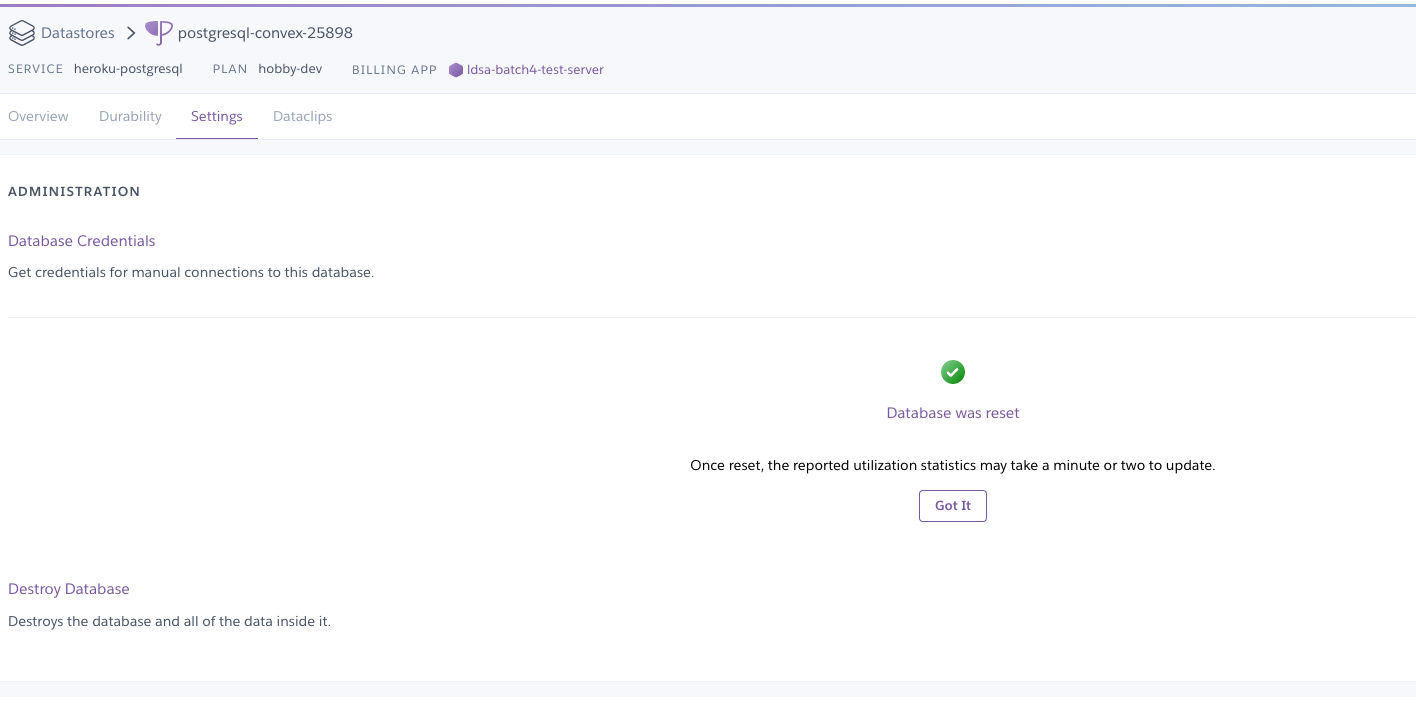 Datastores > postgresql-convex-25898
SERVICE heroku-postgresql PLAN hobby-dev BILLING APP ldsa-batch4-test-server
Overview Durability Settings Dataclips
ADMINISTRATION
Database Credentials
Get credentials for manual connections to this database.
Database was reset
Once reset, the reported utilization statistics may take a minute or two to update.
Got It
Destroy Database
Destroys the database and all of the data inside it.